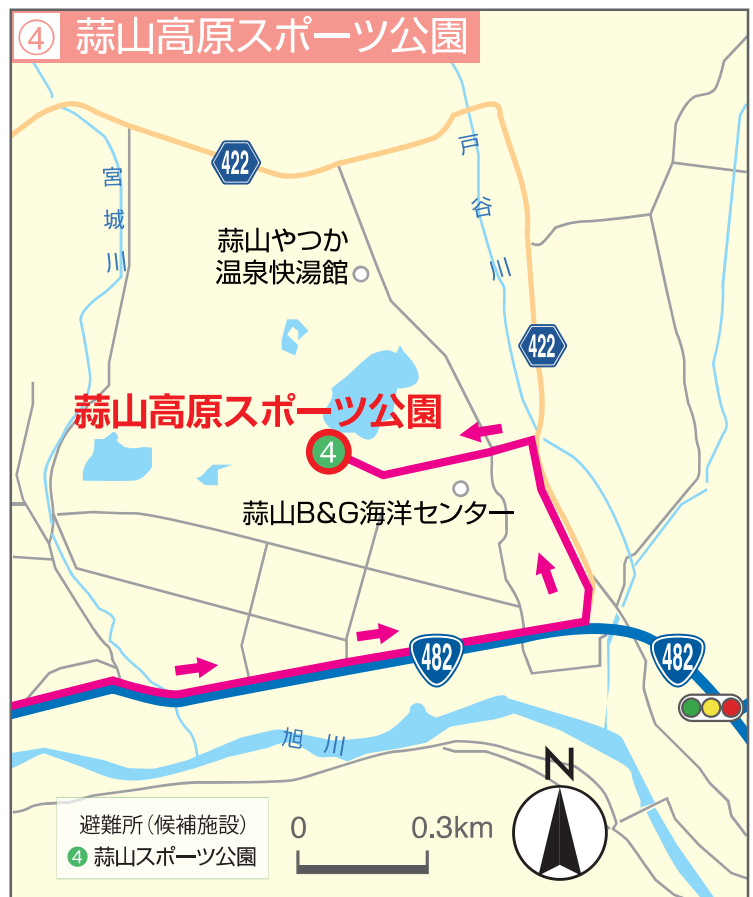 ④ 蒜山高原スポーツ公園
422
戸谷川
宮城川
蒜山やつか
温泉快湯館
422
蒜山高原スポーツ公園
4
蒜山B&G海洋センター
482
482
旭川
N
避難所(候補施設)
4 蒜山スポーツ公園
0 0.3km